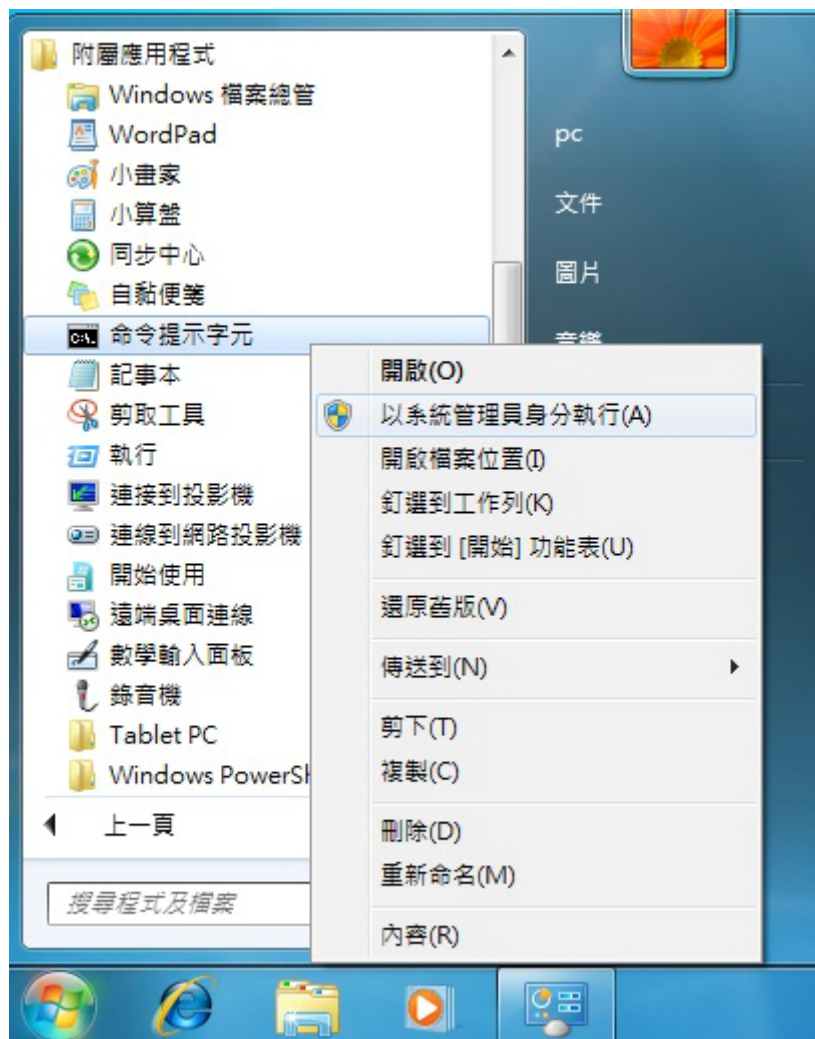 附屬應用程式
Windows 檔案總管
WordPad
小畫家
小算盤
同步中心
自黏便箋
命令提示字元
記事本
剪取工具
執行
連接到投影機
連線到網路投影機
開始使用
遠端桌面連線
數學輸入面板
錄音機
Tablet PC
Windows PowerSh
上一頁
搜尋程式及檔案
pc
文件
圖片
音樂
開啟(O)
以系統管理員身分執行(A)
開啟檔案位置(I)
釘選到工作列(K)
釘選到 [開始] 功能表(U)
還原舊版(V)
傳送到(N)
剪下(T)
複製(C)
刪除(D)
重新命名(M)
內容(R)